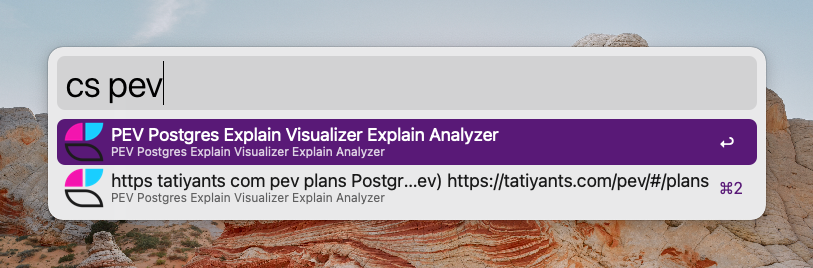 cs pev
PEV Postgres Explain Visualizer Explain Analyzer
PEV Postgres Explain Visualizer Explain Analyzer
https tatiyants com pev plans Postgr...ev) https://tatiyants.com/pev/#/plans ⌘2
PEV Postgres Explain Visualizer Explain Analyzer